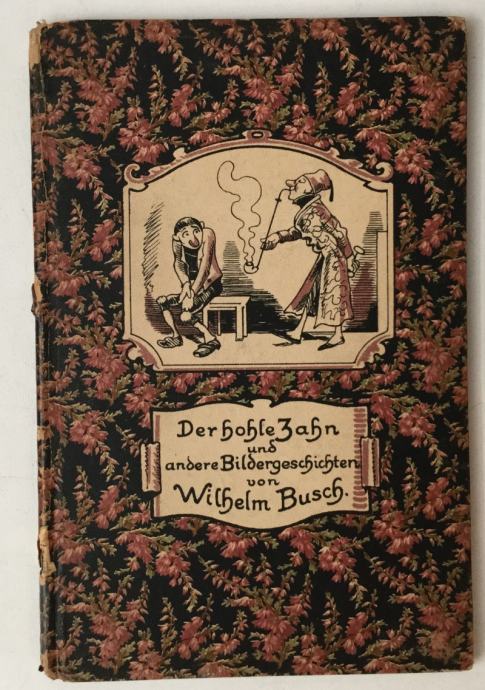 Der hohle Zahn
und
andere Bildergeschichten
von
Wilhelm Busch.